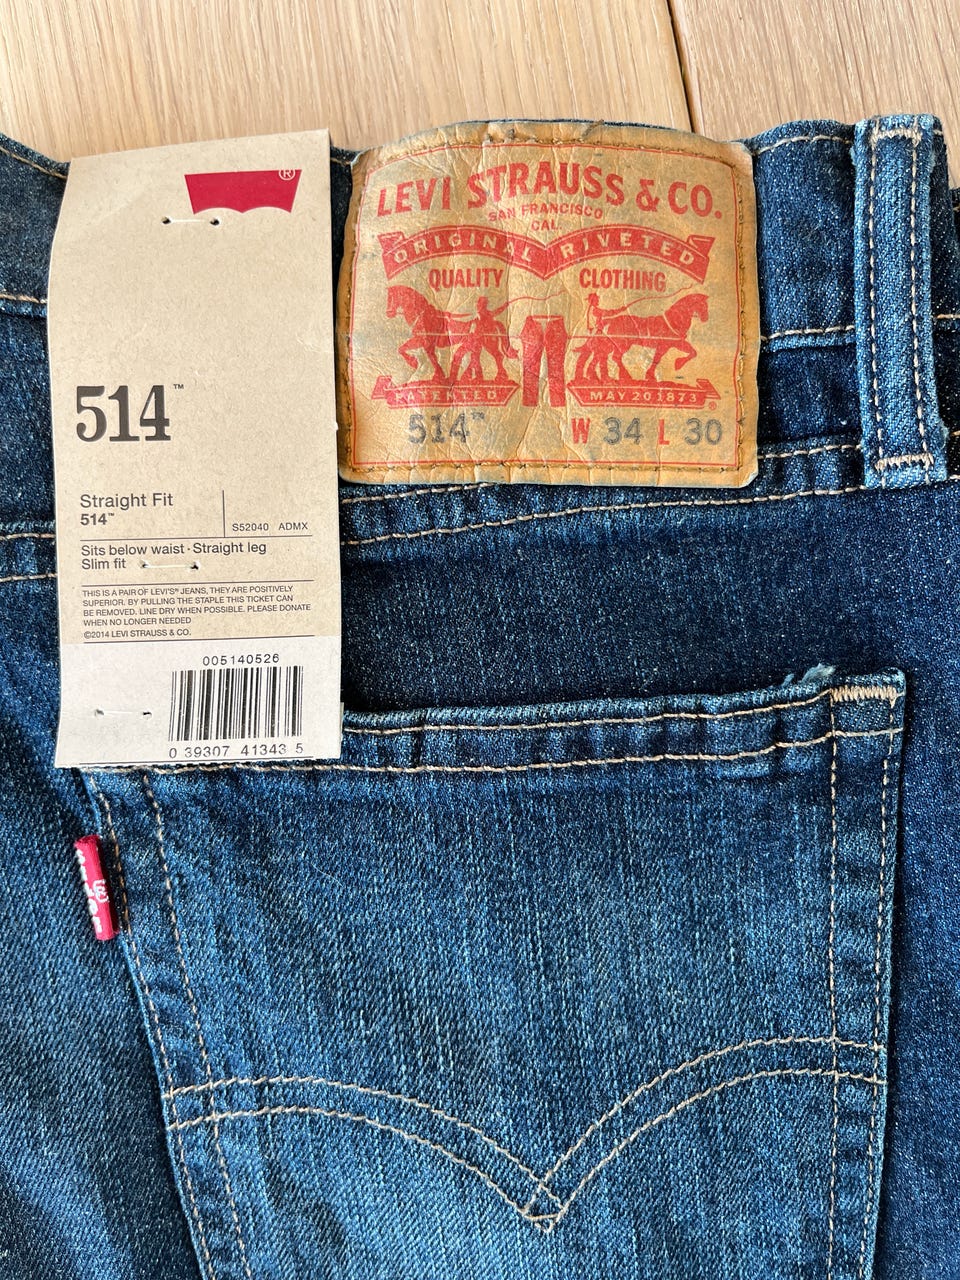 ®
514™
Straight Fit
514™
S52040 ADMX
Sits below waist · Straight leg
Slim fit
THIS IS A PAIR OF LEVI'S® JEANS, THEY ARE POSITIVELY
SUPERIOR. BY PULLING THE STAPLE THIS TICKET CAN
BE REMOVED. LINE DRY WHEN POSSIBLE. PLEASE DONATE
WHEN NO LONGER NEEDED
©2014 LEVI STRAUSS & CO.
005140526
0 39307 41343 5
LEVI STRAUSS & CO.
SAN FRANCISCO
CAL.
ORIGINAL RIVETED
QUALITY CLOTHING
PATENTED MAY 20 1873 ®
514™ W 34 L 30